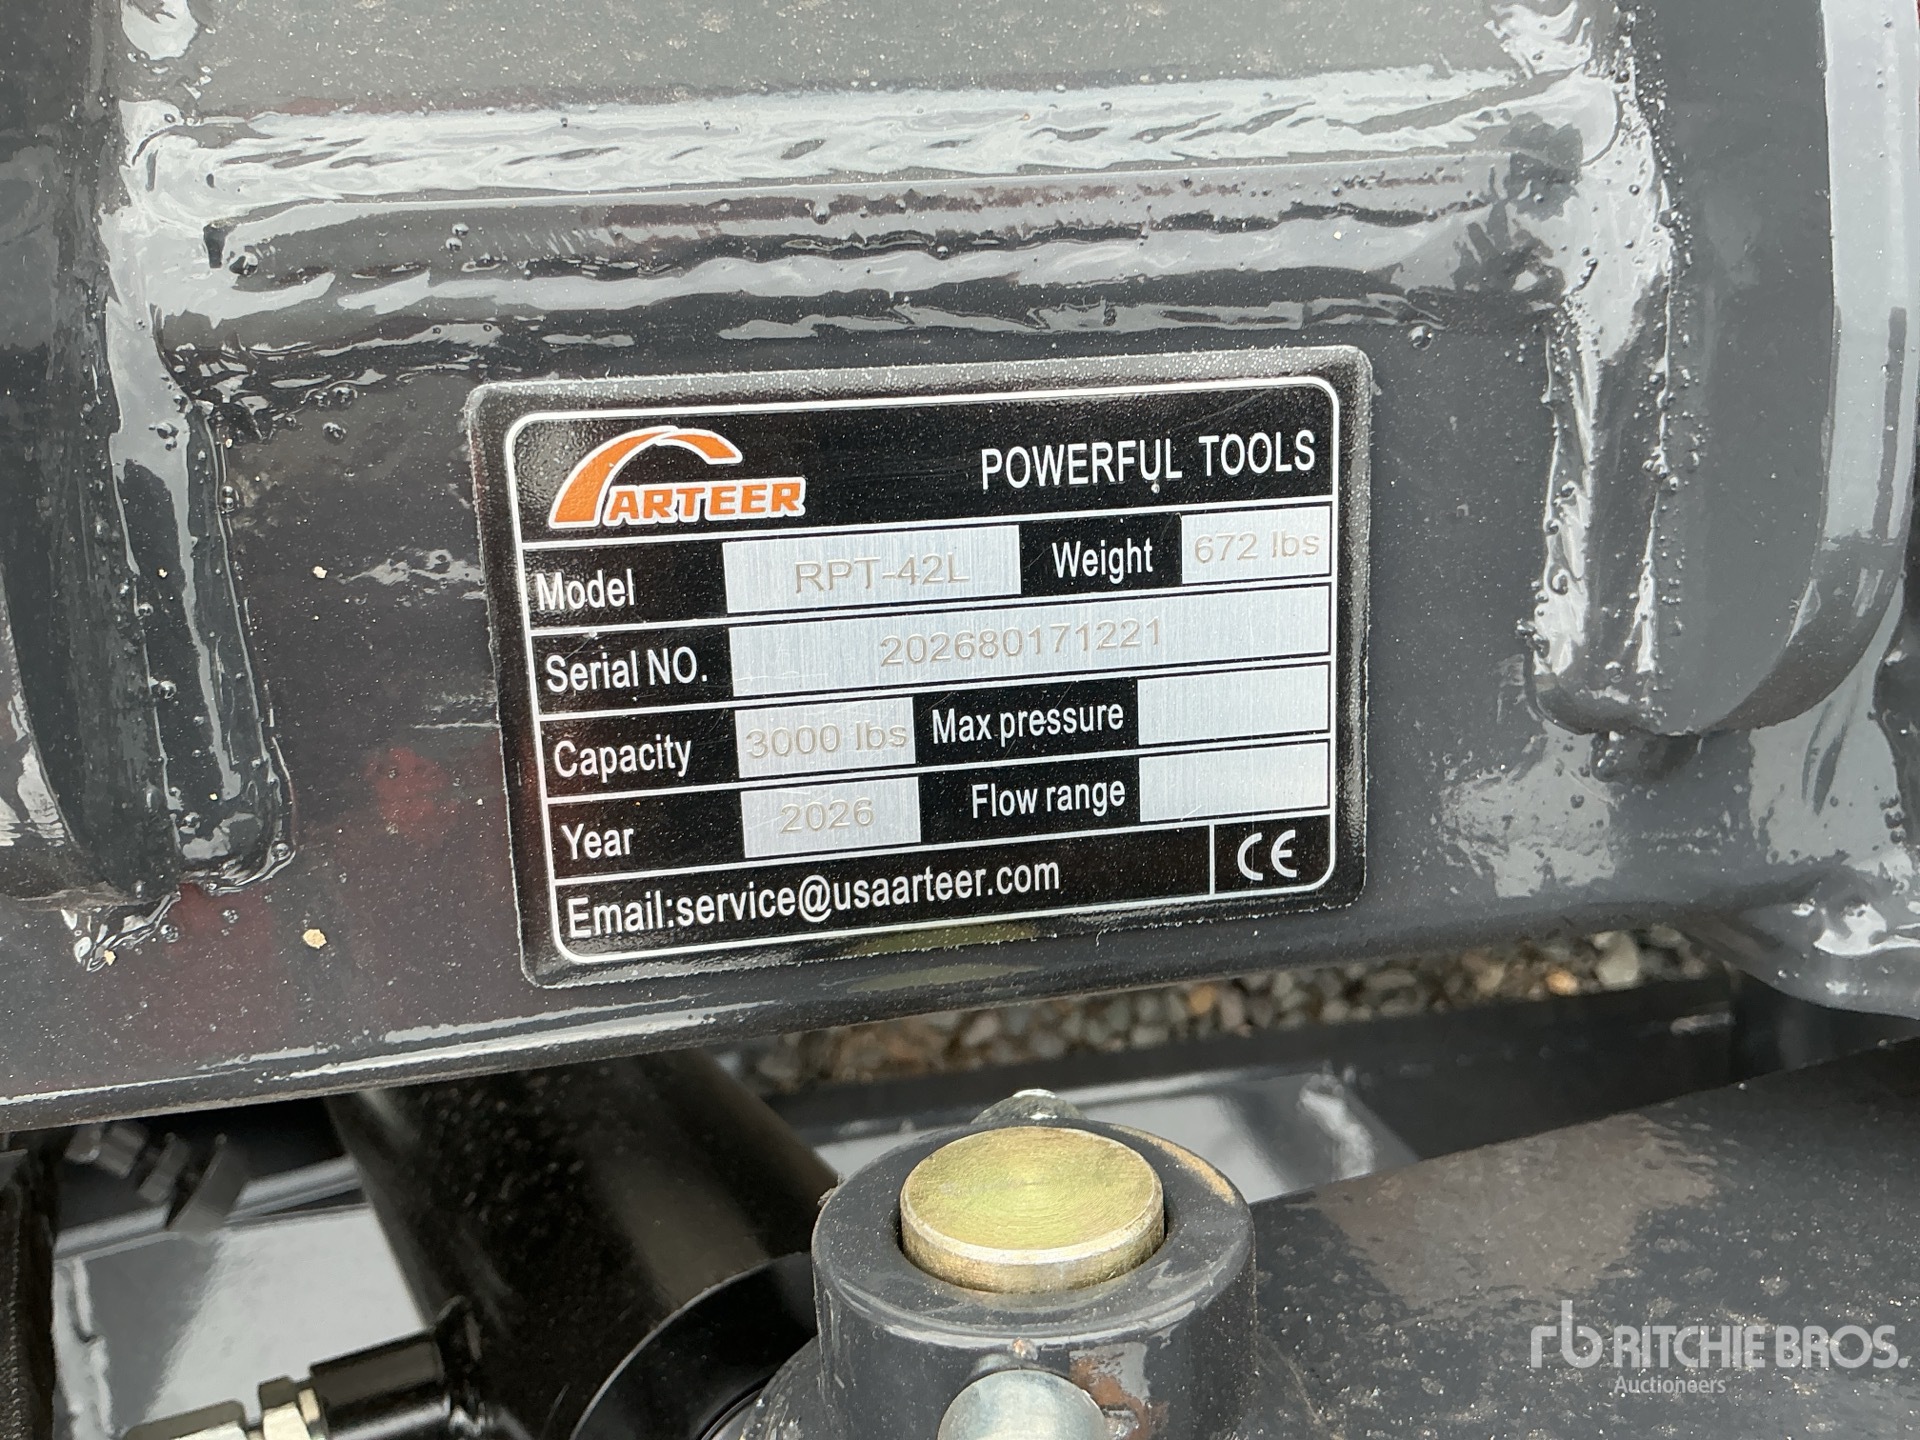 ARTEER POWERFUL TOOLS
Model RPT-42L Weight 672 lbs
Serial NO. 202680171221
Capacity 3000 lbs Max pressure
Year 2026 Flow range
Email:service@usaarteer.com CE
rb RITCHIE BROS.
Auctioneers